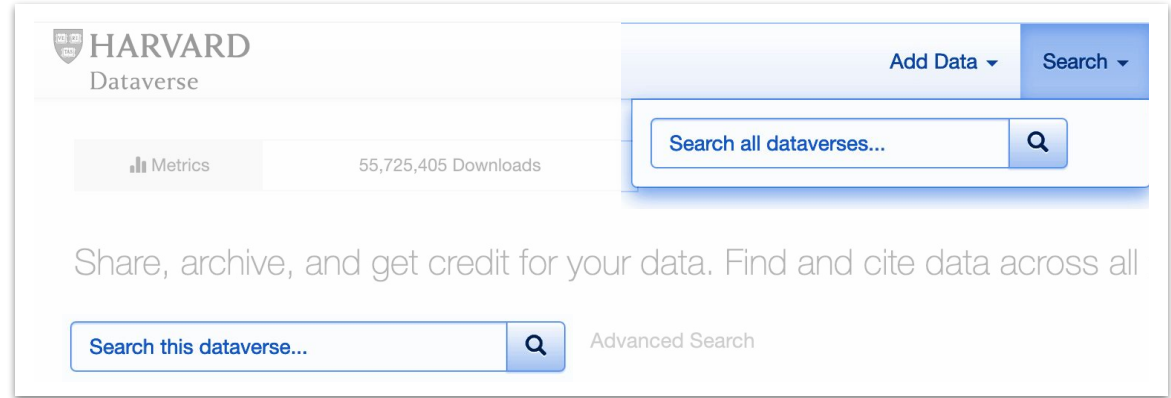 HARVARD
Dataverse
Add Data
Search
Search all dataverses...
Metrics
55,725,405 Downloads
Share, archive, and get credit for your data. Find and cite data across all
Search this dataverse...
Advanced Search